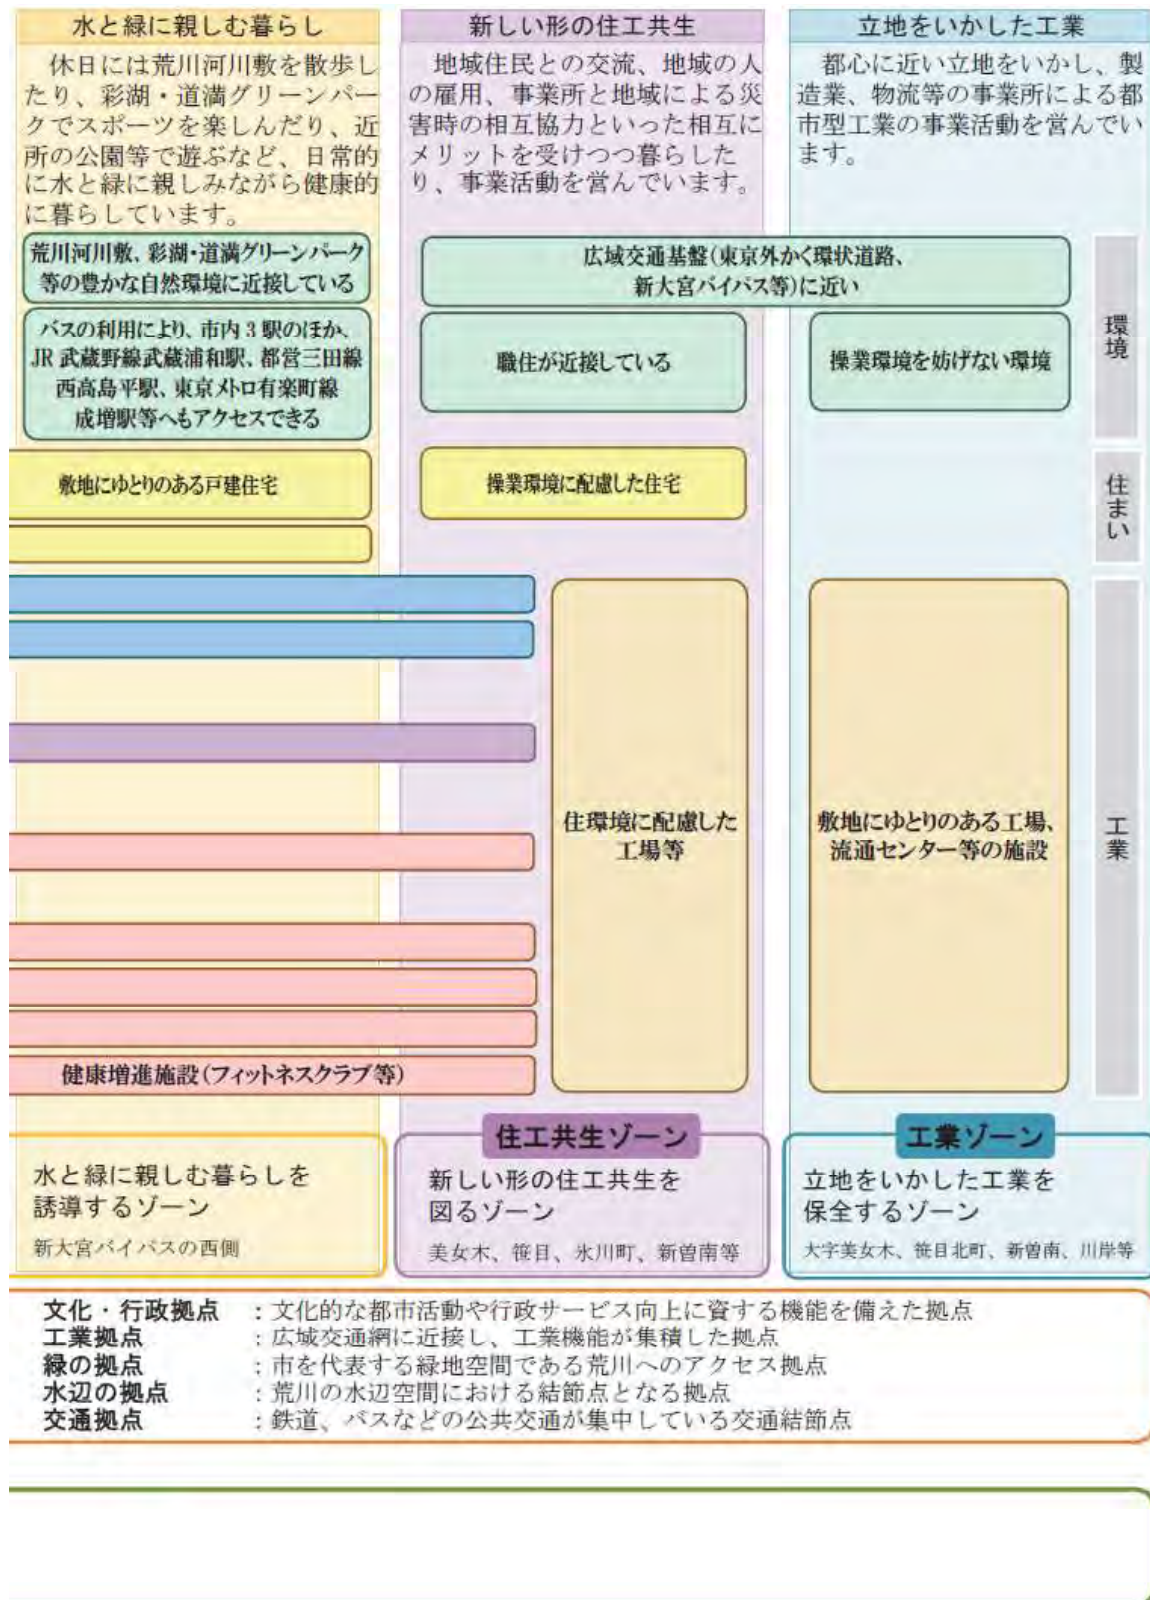 水と緑に親しむ暮らし
休日には荒川河川敷を散歩し
たり、彩湖・道満グリーンパー
クでスポーツを楽しんだり、近
所の公園等で遊ぶなど、日常的
に水と緑に親しみながら健康的
に暮らしています。
荒川河川敷、彩湖・道満グリーンパーク
等の豊かな自然環境に近接している
バスの利用により、市内3駅のほか、
JR武蔵野線武蔵浦和駅、都営三田線
西高島平駅、東京メトロ有楽町線
成増駅等へもアクセスできる
敷地にゆとりのある戸建住宅
新しい形の住工共生
地域住民との交流、地域の人
の雇用、事業所と地域による災
害時の相互協力といった相互に
メリットを受けつつ暮らした
り、事業活動を営んでいます。
立地をいかした工業
都心に近い立地をいかし、製
造業、物流等の事業所による都
市型工業の事業活動を営んでい
ます。
広域交通基盤(東京外かく環状道路、
新大宮バイパス等)に近い
職住が近接している
操業環境を妨げない環境
環境
操業環境に配慮した住宅
住まい
住環境に配慮した
工場等
敷地にゆとりのある工場、
流通センター等の施設
工業
健康増進施設(フィットネスクラブ等)
水と緑に親しむ暮らしを
誘導するゾーン
新大宮バイパスの西側
住工共生ゾーン
新しい形の住工共生を
図るゾーン
美女木、笹目、氷川町、新曽南等
工業ゾーン
立地をいかした工業を
保全するゾーン
大字美女木、笹目北町、新曽南、川岸等
文化・行政拠点　：文化的な都市活動や行政サービス向上に資する機能を備えた拠点
工業拠点　：広域交通網に近接し、工業機能が集積した拠点
緑の拠点　：市を代表する緑地空間である荒川へのアクセス拠点
水辺の拠点　：荒川の水辺空間における結節点となる拠点
交通拠点　：鉄道、バスなどの公共交通が集中している交通結節点